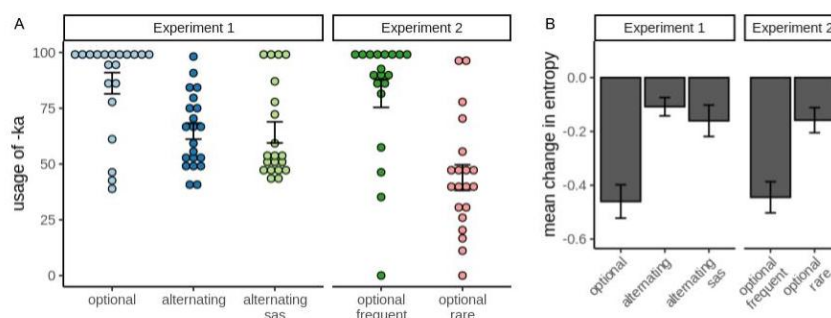 A
Experiment 1
Experiment 2
usage of -ka
100
75
50
25
0
optional
alternating
alternating
sas
optional
frequent
optional
rare
B
Experiment 1
Experiment 2
mean change in entropy
0.0
-0.2
-0.4
-0.6
optional
alternating
alternating
sas
optional
frequent
optional
rare